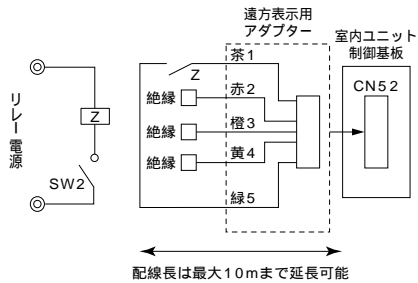 遠方表示用
アダプター
室内ユニット
制御基板
CN52
リレー電源
Z
SW2
Z
茶1
絶縁
赤2
絶縁
橙3
絶縁
黄4
緑5
配線長は最大10mまで延長可能